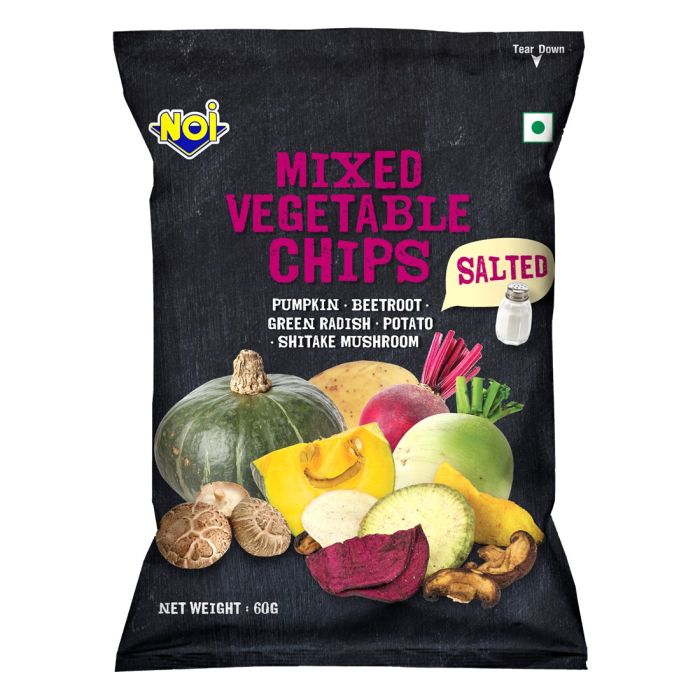 Tear Down
NOi
MIXED
VEGETABLE
CHIPS
SALTED
PUMPKIN · BEETROOT ·
GREEN RADISH · POTATO
· SHITAKE MUSHROOM
NET WEIGHT : 60G